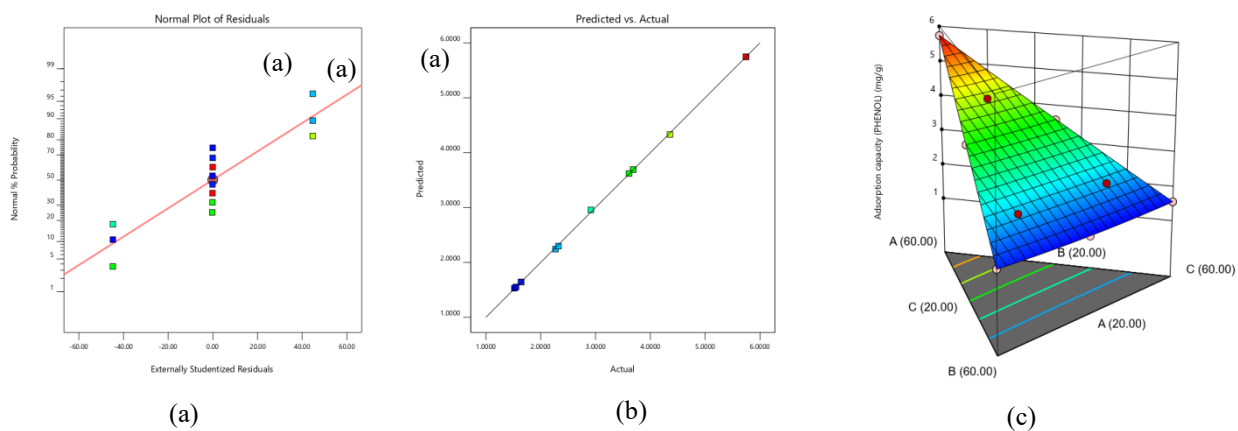 Normal Plot of Residuals
(a)
(a)
Normal % Probability
99
95
90
80
70
50
30
20
10
5
1
-60.00 -40.00 -20.00 0.00 20.00 40.00 60.00
Externally Studentized Residuals
(a)
Predicted vs. Actual
(a)
Predicted
6.0000
5.0000
4.0000
3.0000
2.0000
1.0000
1.0000 2.0000 3.0000 4.0000 5.0000 6.0000
Actual
(b)
Adsorption capacity (PHENOL) (mg/g)
6
5
4
3
2
1
A (60.00)
B (20.00)
C (60.00)
C (20.00)
A (20.00)
B (60.00)
(c)